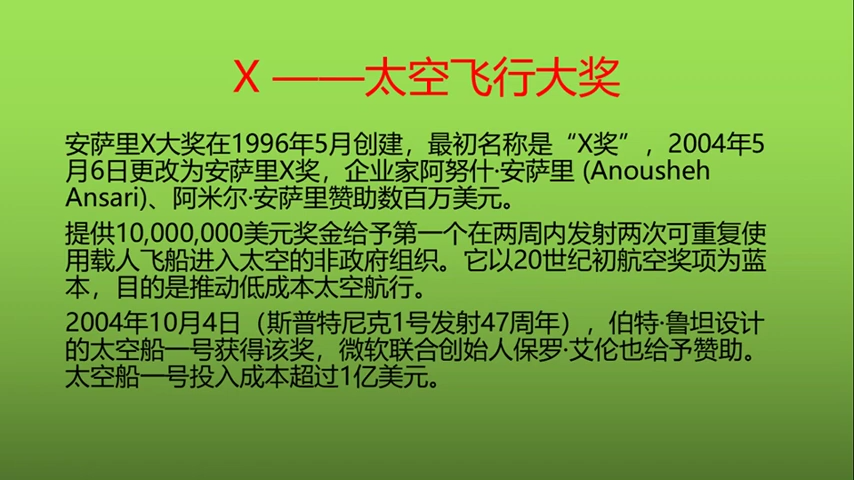 X ——太空飞行大奖
安萨里X大奖在1996年5月创建，最初名称是“X奖”，2004年5
月6日更改为安萨里X奖，企业家阿努什·安萨里 (Anousheh
Ansari)、阿米尔·安萨里赞助数百万美元。
提供10,000,000美元奖金给予第一个在两周内发射两次可重复使
用载人飞船进入太空的非政府组织。它以20世纪初航空奖项为蓝
本，目的是推动低成本太空航行。
2004年10月4日（斯普特尼克1号发射47周年），伯特·鲁坦设计
的太空船一号获得该奖，微软联合创始人保罗·艾伦也给予赞助。
太空船一号投入成本超过1亿美元。